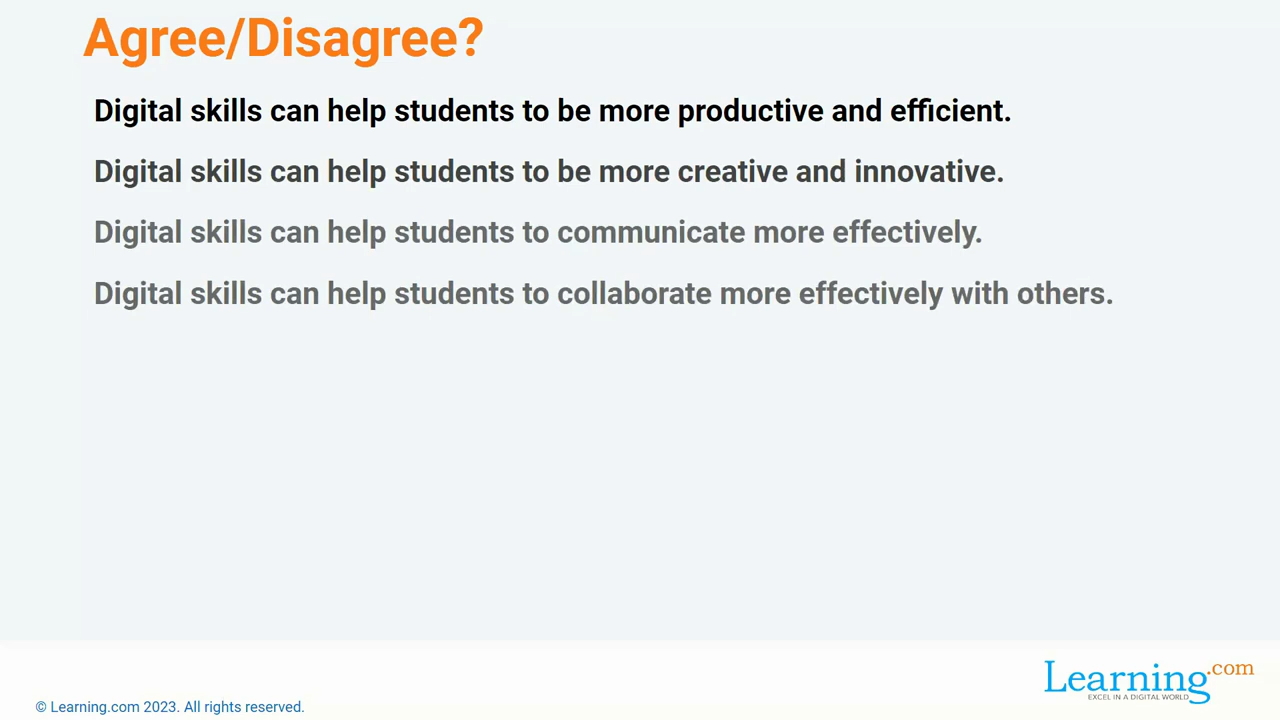 Agree/Disagree?
Digital skills can help students to be more productive and efficient.
Digital skills can help students to be more creative and innovative.
Digital skills can help students to communicate more effectively.
Digital skills can help students to collaborate more effectively with others.
Learning.com
EXCEL IN A DIGITAL WORLD
© Learning.com 2023. All rights reserved.